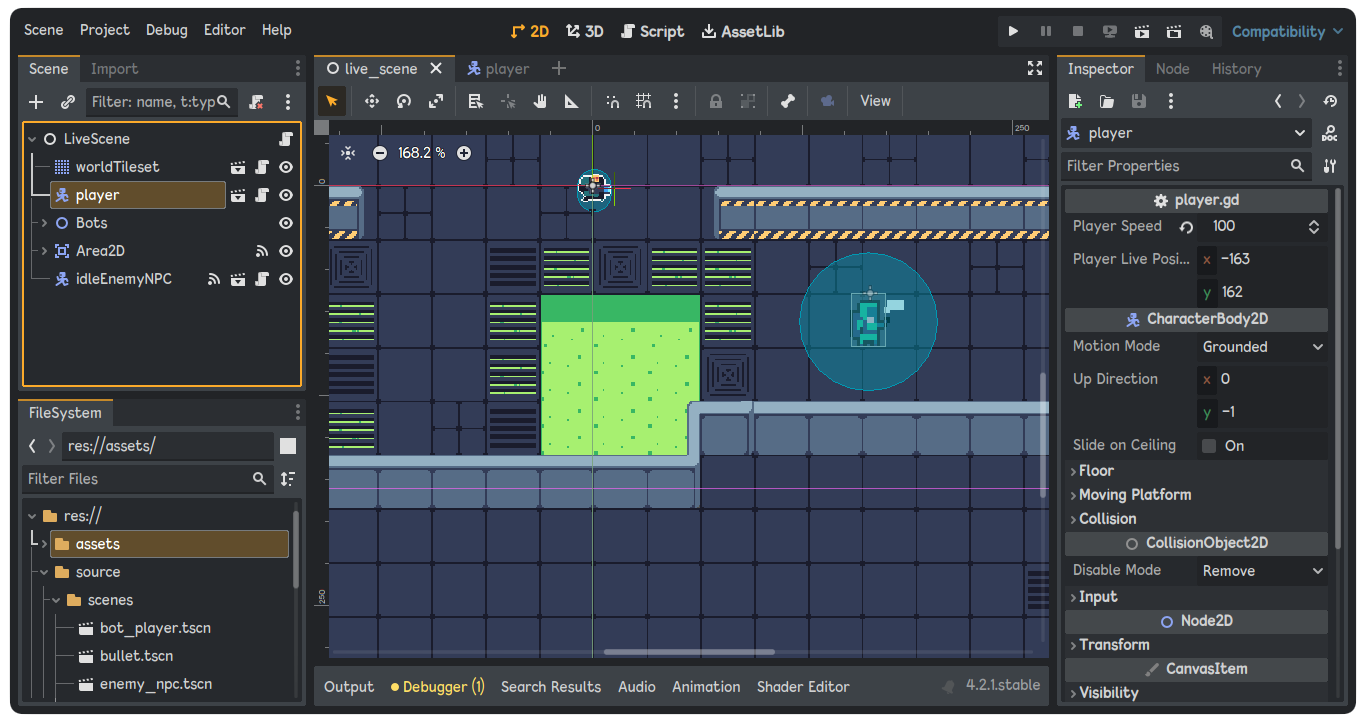 Scene Project Debug Editor Help
2D 3D Script AssetLib
Compatibility
Scene Import
Filter: name, t:typ
LiveScene
worldTileset
player
Bots
Area2D
idleEnemyNPC
FileSystem
res://assets/
Filter Files
res://
assets
source
scenes
bot_player.tscn
bullet.tscn
enemy_npc.tscn
live_scene player
View
0 250
168.2 %
0
250
Output Debugger (1) Search Results Audio Animation Shader Editor
4.2.1.stable
Inspector Node History
player
Filter Properties
player.gd
Player Speed 100
Player Live Posi... x -163
y 162
CharacterBody2D
Motion Mode Grounded
Up Direction x 0
y -1
Slide on Ceiling On
Floor
Moving Platform
Collision
CollisionObject2D
Disable Mode Remove
Input
Node2D
Transform
CanvasItem
Visibility